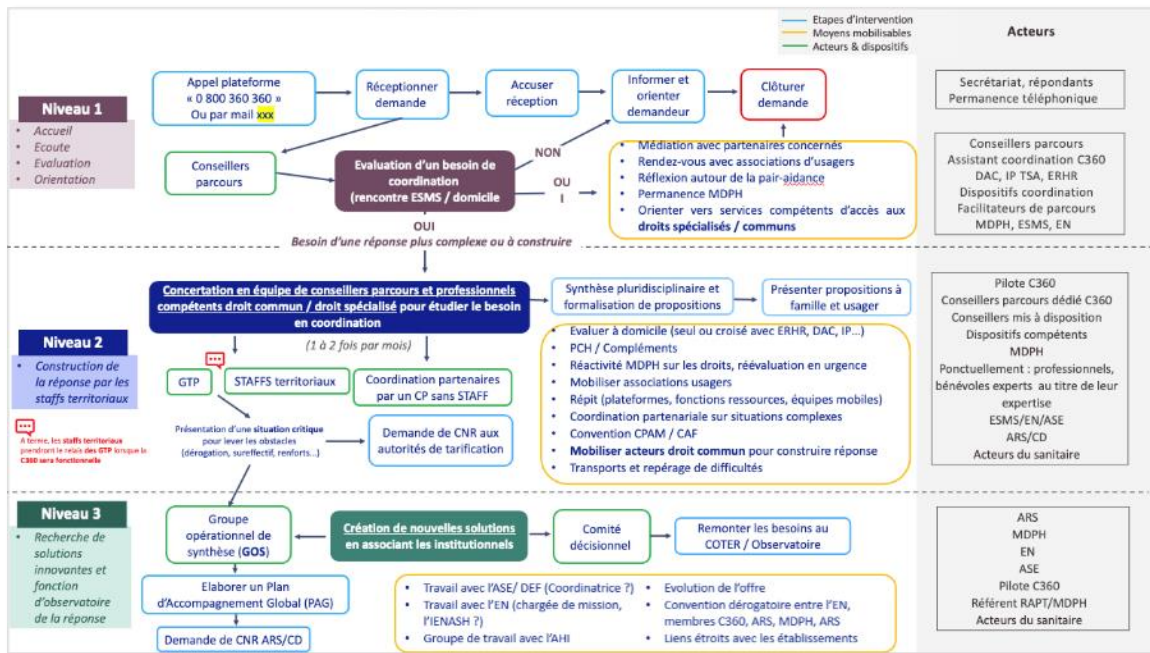 Etapes d'intervention
Moyens mobilisables
Acteurs & dispositifs
Acteurs
Niveau 1
• Accueil
• Ecoute
• Evaluation
• Orientation
Appel plateforme
« 0 800 360 360 »
Ou par mail xxx
Réceptionner
demande
Accuser
réception
Informer et
orienter
demandeur
Clôturer
demande
Conseillers
parcours
Evaluation d'un besoin de
coordination
(rencontre ESMS / domicile
NON
OU
I
• Médiation avec partenaires concernés
• Rendez-vous avec associations d'usagers
• Réflexion autour de la pair-aidance
• Permanence MDPH
• Orienter vers services compétents d'accès aux
droits spécialisés / communs
OUI
Besoin d'une réponse plus complexe ou à construire
Secrétariat, répondants
Permanence téléphonique
Conseillers parcours
Assistant coordination C360
DAC, IP TSA, ERHR
Dispositifs coordination
Facilitateurs de parcours
MDPH, ESMS, EN
Niveau 2
• Construction de
la réponse par les
staffs territoriaux
A terme, les staffs territoriaux
prendront le relais des GTP lorsque la
C360 sera fonctionnelle
Concertation en équipe de conseillers parcours et professionnels
compétents droit commun / droit spécialisé pour étudier le besoin
en coordination
(1 à 2 fois par mois)
Synthèse pluridisciplinaire et
formalisation de propositions
Présenter propositions à
famille et usager
GTP
STAFFS territoriaux
Coordination partenaires
par un CP sans STAFF
Présentation d'une situation critique
pour lever les obstacles
(dérogation, sureffectif, renforts...)
Demande de CNR aux
autorités de tarification
• Evaluer à domicile (seul ou croisé avec ERHR, DAC, IP...)
• PCH / Compléments
• Réactivité MDPH sur les droits, réévaluation en urgence
• Mobiliser associations usagers
• Répit (plateformes, fonctions ressources, équipes mobiles)
• Coordination partenariale sur situations complexes
• Convention CPAM / CAF
• Mobiliser acteurs droit commun pour construire réponse
• Transports et repérage de difficultés
Pilote C360
Conseillers parcours dédié C360
Conseillers mis à disposition
Dispositifs compétents
MDPH
Ponctuellement : professionnels,
bénévoles experts au titre de leur
expertise
ESMS/EN/ASE
ARS/CD
Acteurs du sanitaire
Niveau 3
• Recherche de
solutions
innovantes et
fonction
d'observatoire
de la réponse
Groupe
opérationnel de
synthèse (GOS)
Création de nouvelles solutions
en associant les institutionnels
Comité
décisionnel
Remonter les besoins au
COTER / Observatoire
Elaborer un Plan
d'Accompagnement Global (PAG)
Demande de CNR ARS/CD
• Travail avec l'ASE/ DEF (Coordinatrice ?)
• Travail avec l'EN (chargée de mission,
l'IENASH ?)
• Groupe de travail avec l'AHI
• Evolution de l'offre
• Convention dérogatoire entre l'EN,
membres C360, ARS, MDPH, ARS
• Liens étroits avec les établissements
ARS
MDPH
EN
ASE
Pilote C360
Référent RAPT/MDPH
Acteurs du sanitaire